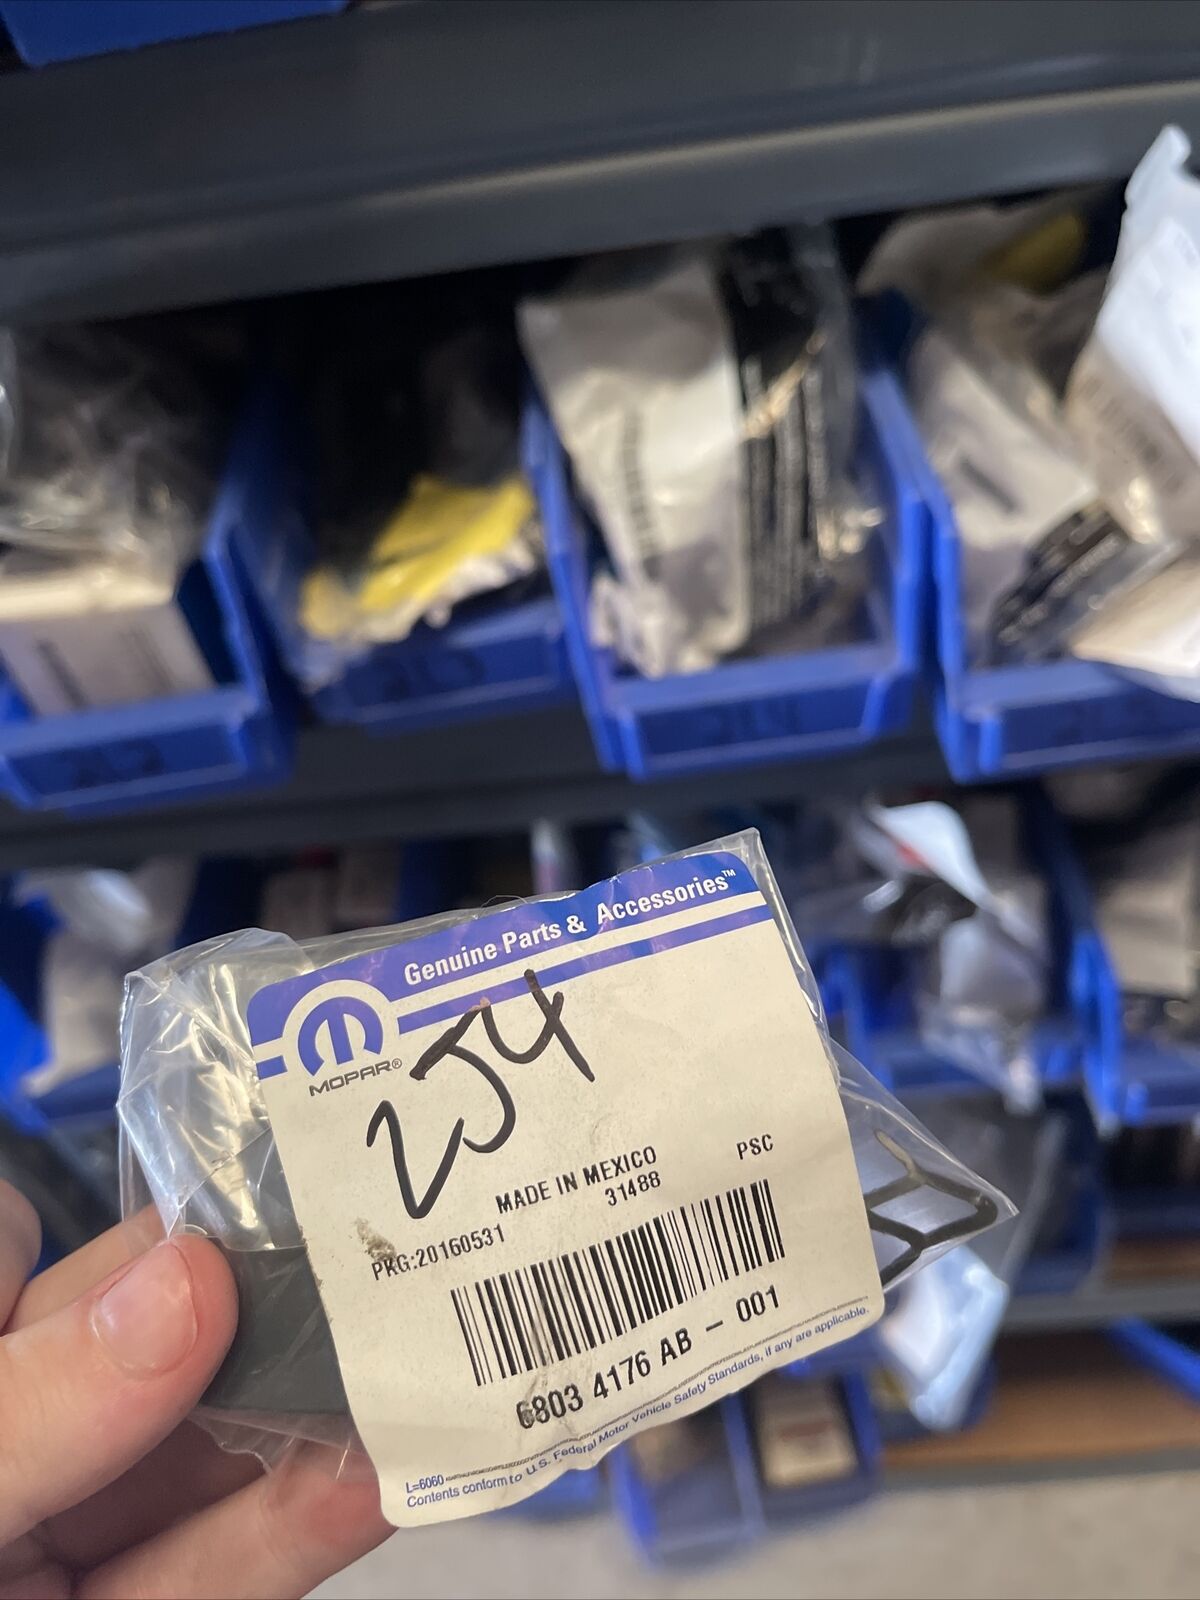 Genuine Parts & Accessories™
MOPAR®
254
MADE IN MEXICO
PSC
31488
PKG:20160531
6803 4176 AB - 001
L=6060
Contents conform to U.S. Federal Motor Vehicle Safety Standards, if any are applicable.